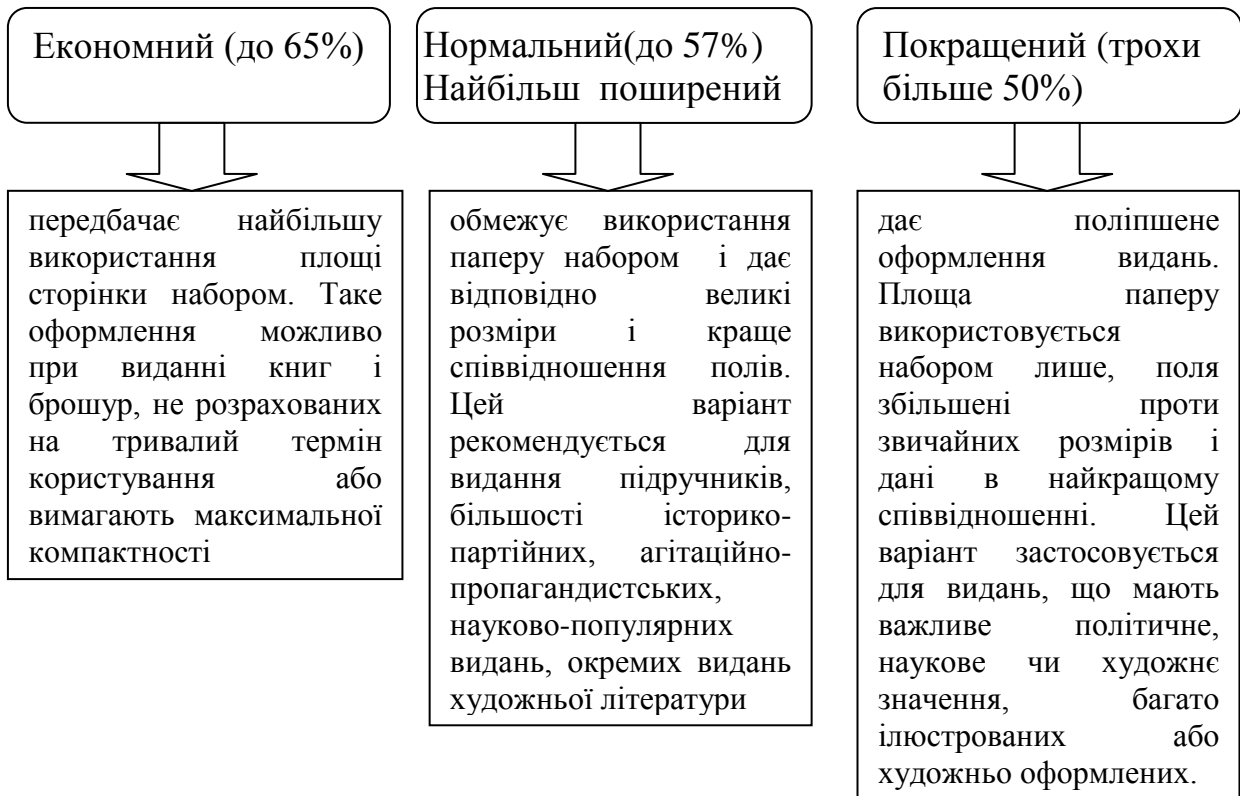 Економний (до 65%)
Нормальний(до 57%)
Найбільш поширений
Покращений (трохи
більше 50%)
передбачає найбільшу
використання площі
сторінки набором. Таке
оформлення можливо
при виданні книг і
брошур, не розрахованих
на тривалий термін
користування або
вимагають максимальної
компактності
обмежує використання
паперу набором і дає
відповідно великі
розміри і краще
співвідношення полів.
Цей варіант
рекомендується для
видання підручників,
більшості історико-
партійних, агітаційно-
пропагандистських,
науково-популярних
видань, окремих видань
художньої літератури
дає поліпшене
оформлення видань.
Площа паперу
використовується
набором лише, поля
збільшені проти
звичайних розмірів і
дані в найкращому
співвідношенні. Цей
варіант застосовується
для видань, що мають
важливе політичне,
наукове чи художнє
значення, багато
ілюстрованих або
художньо оформлених.